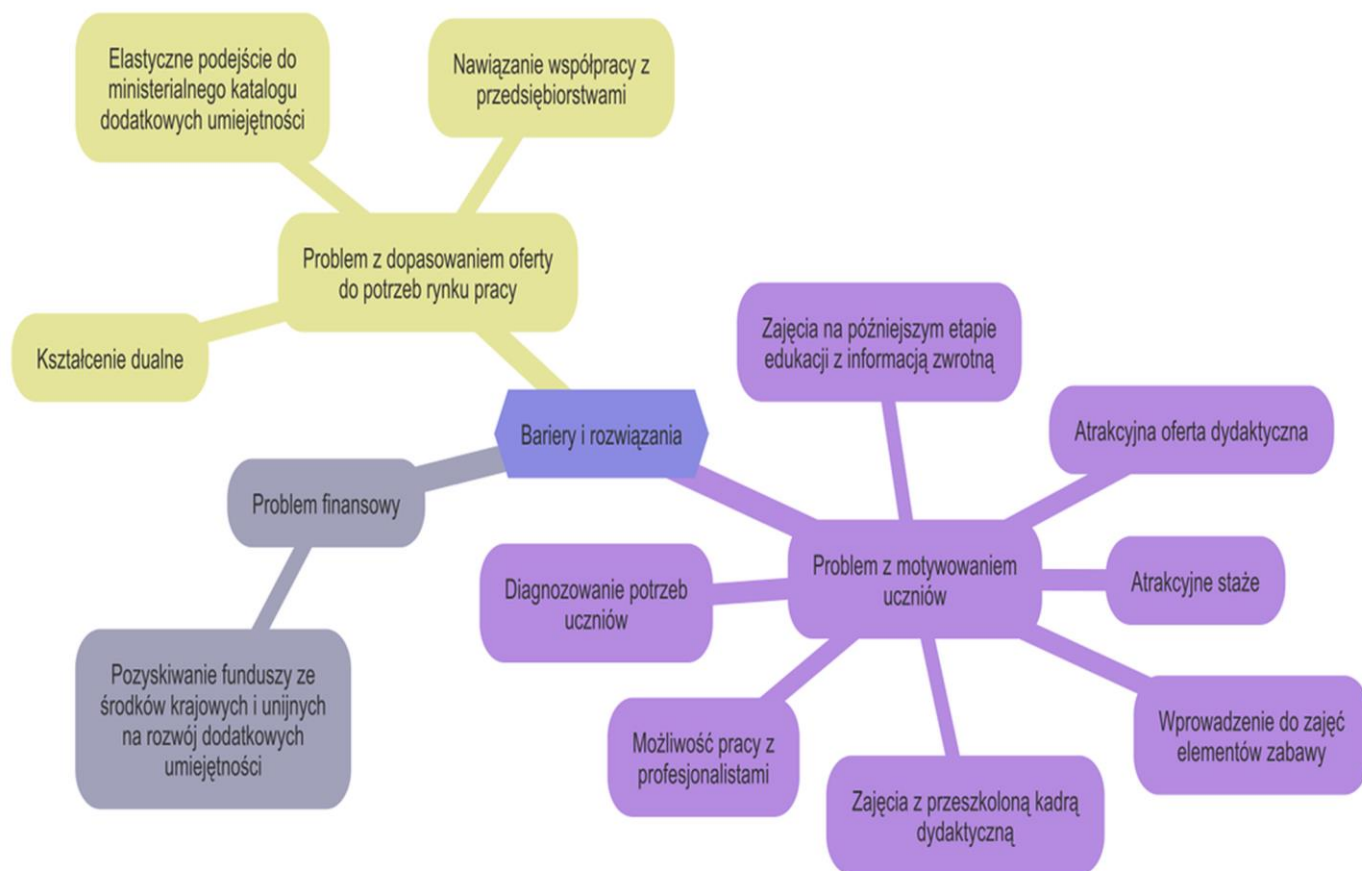 Elastyczne podejście do
ministerialnego katalogu
dodatkowych umiejętności
Nawiązanie współpracy z
przedsiębiorstwami
Problem z dopasowaniem oferty
do potrzeb rynku pracy
Kształcenie dualne
Bariery i rozwiązania
Problem finansowy
Pozyskiwanie funduszy ze
środków krajowych i unijnych
na rozwój dodatkowych
umiejętności
Zajęcia na późniejszym etapie
edukacji z informacją zwrotną
Atrakcyjna oferta dydaktyczna
Problem z motywowaniem
uczniów
Atrakcyjne staże
Diagnozowanie potrzeb
uczniów
Możliwość pracy z
profesjonalistami
Zajęcia z przeszkoloną kadrą
dydaktyczną
Wprowadzenie do zajęć
elementów zabawy